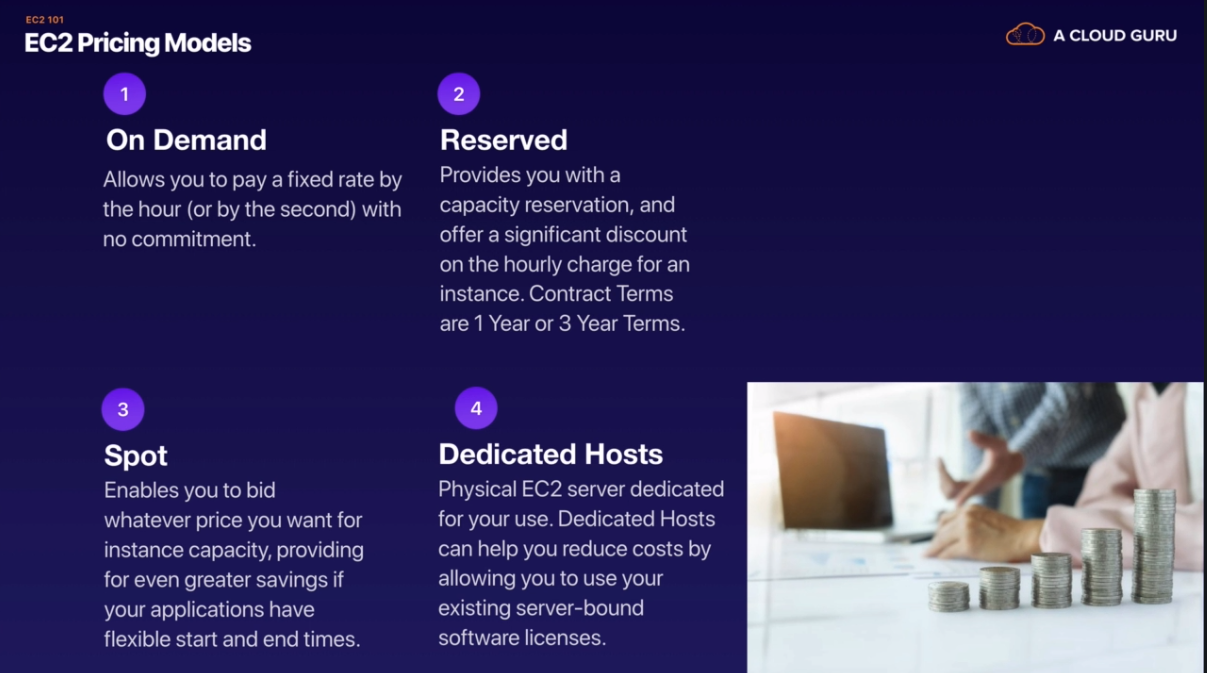 EC2 101
EC2 Pricing Models
A CLOUD GURU
1
On Demand
Allows you to pay a fixed rate by
the hour (or by the second) with
no commitment.
2
Reserved
Provides you with a
capacity reservation, and
offer a significant discount
on the hourly charge for an
instance. Contract Terms
are 1 Year or 3 Year Terms.
3
Spot
Enables you to bid
whatever price you want for
instance capacity, providing
for even greater savings if
your applications have
flexible start and end times.
4
Dedicated Hosts
Physical EC2 server dedicated
for your use. Dedicated Hosts
can help you reduce costs by
allowing you to use your
existing server-bound
software licenses.